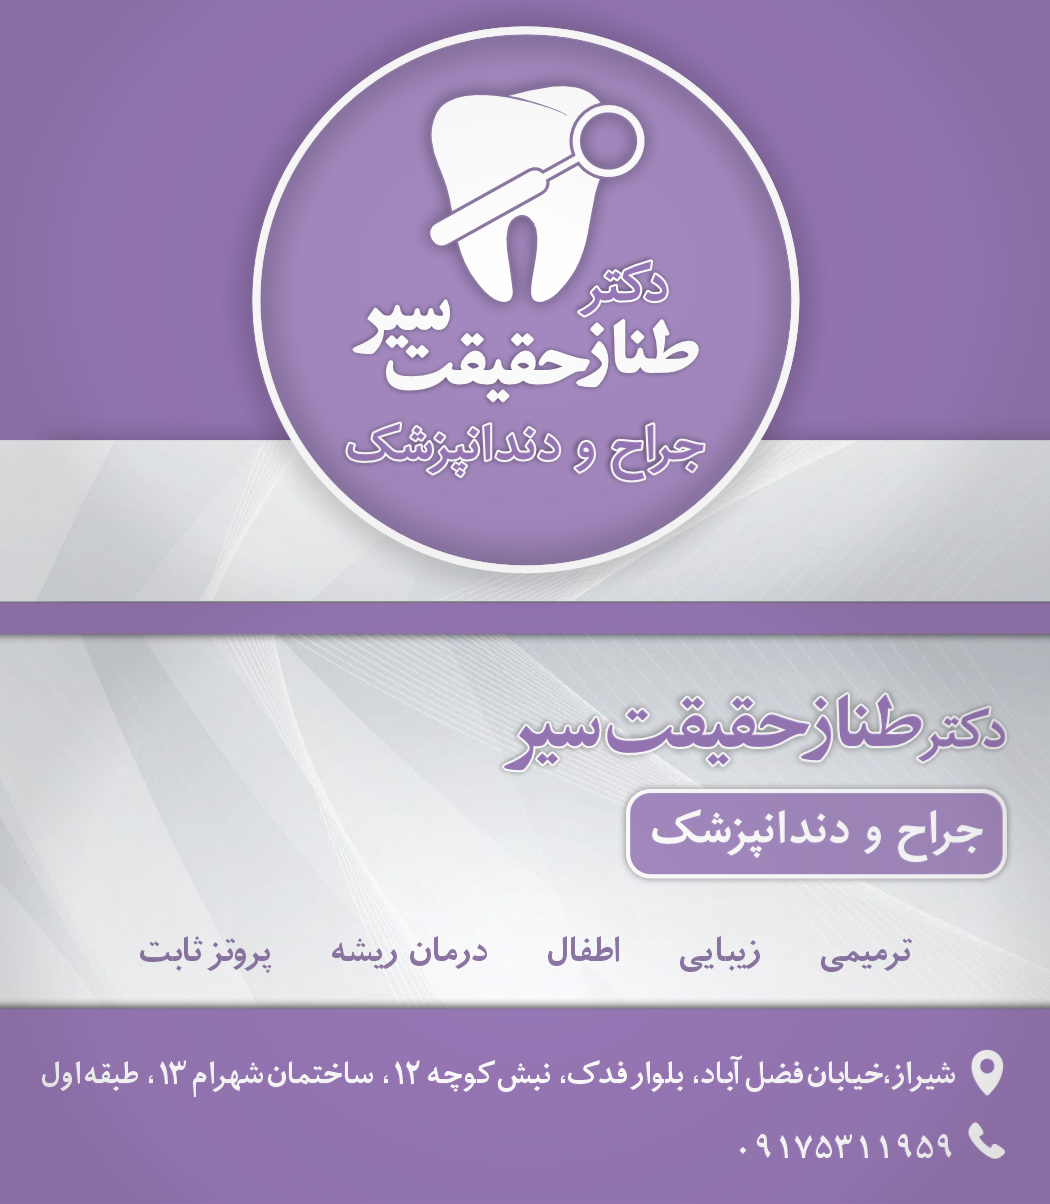 دکتر
طناز حقیقت سیر
جراح و دندانپزشک
دکتر طناز حقیقت سیر
جراح و دندانپزشک
ترمیمی زیبایی اطفال درمان ریشه پروتز ثابت
شیراز، خیابان فضل آباد، بلوار فدک، نبش کوچه ۱۲، ساختمان شهرام ۱۳، طبقه اول
۰۹۱۷۵۳۱۱۹۵۹